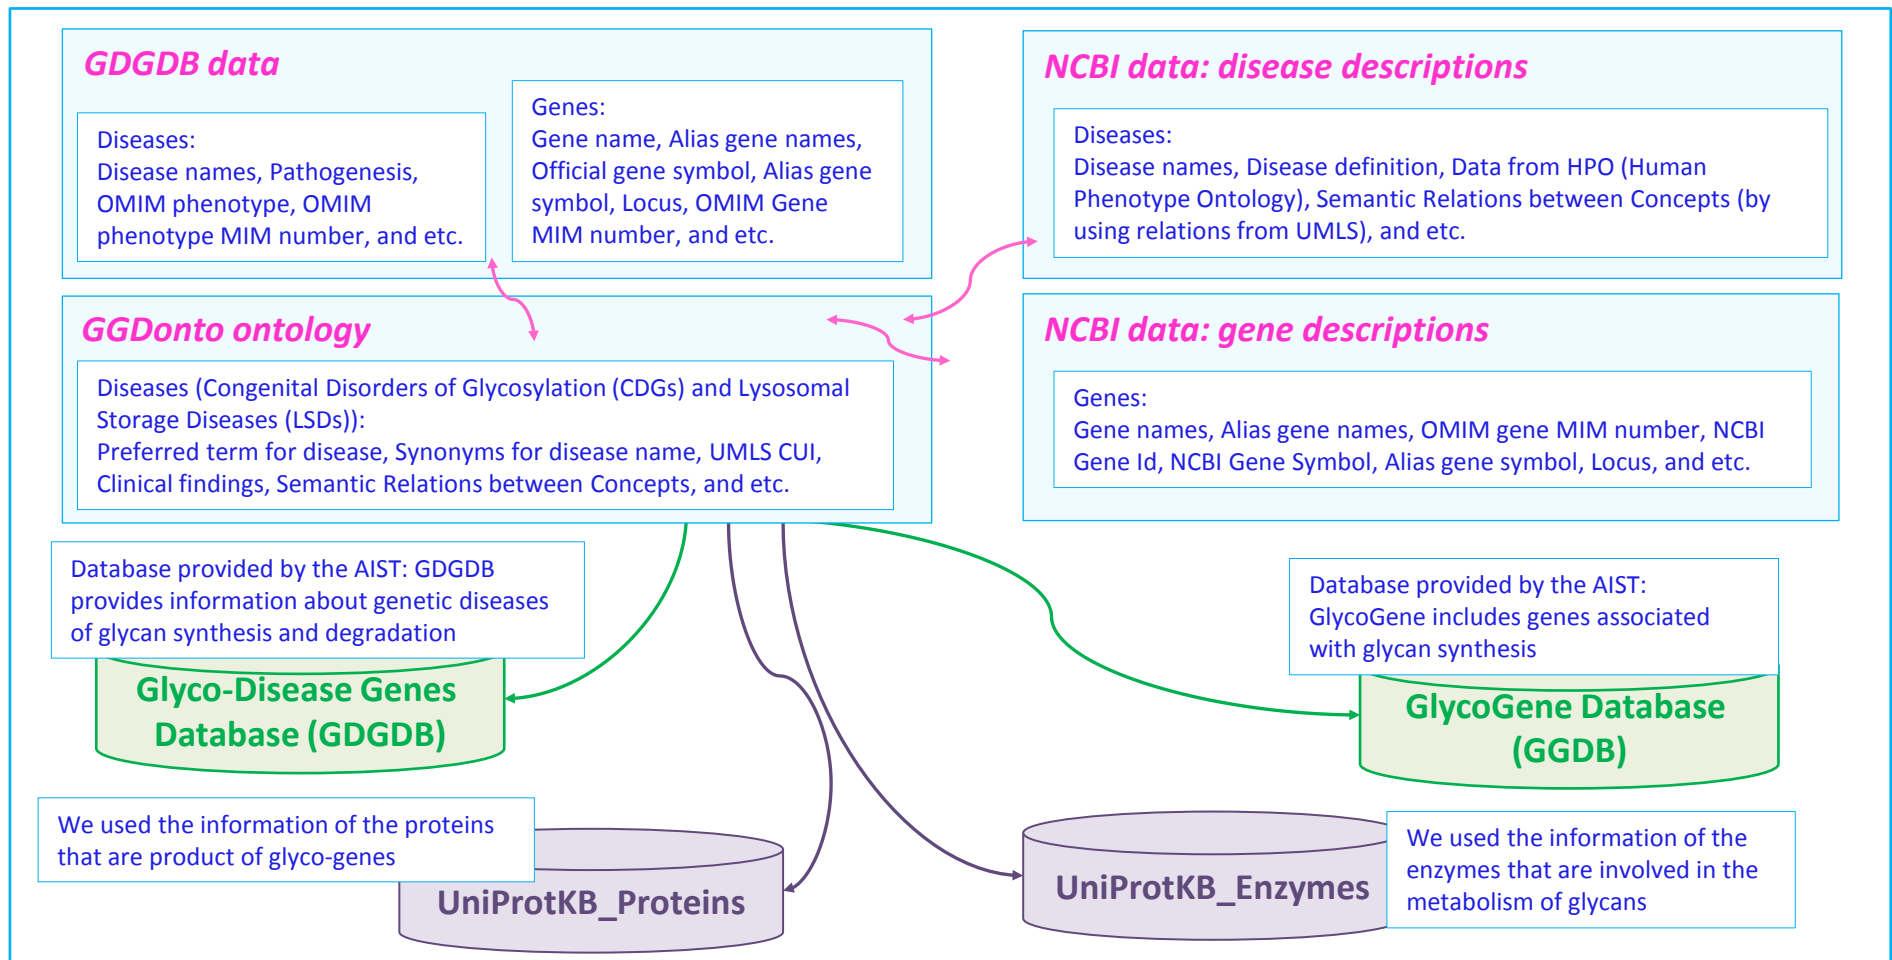 GDGDB data
Diseases:
Disease names, Pathogenesis,
OMIM phenotype, OMIM
phenotype MIM number, and etc.
Genes:
Gene name, Alias gene names,
Official gene symbol, Alias gene
symbol, Locus, OMIM Gene
MIM number, and etc.
NCBI data: disease descriptions
Diseases:
Disease names, Disease definition, Data from HPO (Human
Phenotype Ontology), Semantic Relations between Concepts (by
using relations from UMLS), and etc.
GGDonto ontology
Diseases (Congenital Disorders of Glycosylation (CDGs) and Lysosomal
Storage Diseases (LSDs)):
Preferred term for disease, Synonyms for disease name, UMLS CUI,
Clinical findings, Semantic Relations between Concepts, and etc.
NCBI data: gene descriptions
Genes:
Gene names, Alias gene names, OMIM gene MIM number, NCBI
Gene Id, NCBI Gene Symbol, Alias gene symbol, Locus, and etc.
Database provided by the AIST: GDGDB
provides information about genetic diseases
of glycan synthesis and degradation
Glyco-Disease Genes
Database (GDGDB)
Database provided by the AIST:
GlycoGene includes genes associated
with glycan synthesis
GlycoGene Database
(GGDB)
We used the information of the proteins
that are product of glyco-genes
UniProtKB_Proteins
UniProtKB_Enzymes
We used the information of the
enzymes that are involved in the
metabolism of glycans